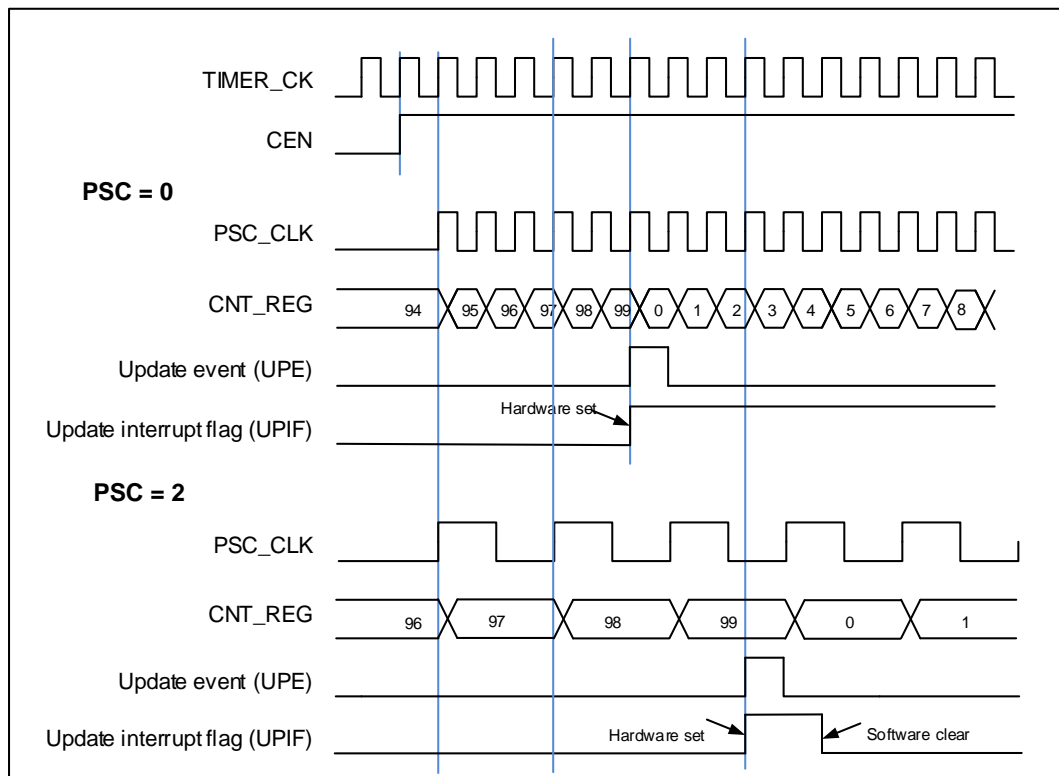 TIMER_CK
CEN
PSC = 0
PSC_CLK
CNT_REG 94 95 96 97 98 99 0 1 2 3 4 5 6 7 8
Update event (UPE)
Hardware set
Update interrupt flag (UPIF)
PSC = 2
PSC_CLK
CNT_REG 96 97 98 99 0 1
Update event (UPE)
Update interrupt flag (UPIF) Hardware set Software clear